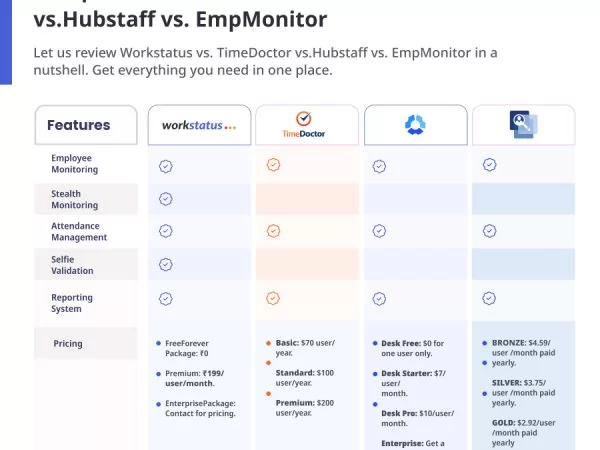 vs.Hubstaff vs. EmpMonitor
Let us review Workstatus vs. TimeDoctor vs.Hubstaff vs. EmpMonitor in a
nutshell. Get everything you need in one place.
Features
workstatus
TimeDoctor
Employee
Monitoring
Stealth
Monitoring
Attendance
Management
Selfie
Validation
Reporting
System
Pricing
FreeForever
Package: ₹0
Premium: ₹199/
user/month.
EnterprisePackage:
Contact for pricing.
Basic: $70 user/
year.
Standard: $100
user/year.
Premium: $200
user/year.
Desk Free: $0 for
one user only.
Desk Starter: $7/
user/
month.
Desk Pro: $10/user/
month.
Enterprise: Get a
BRONZE: $4.59/
user /month paid
yearly.
SILVER: $3.75/
user /month paid
yearly.
GOLD: $2.92/user
/month paid
yearly